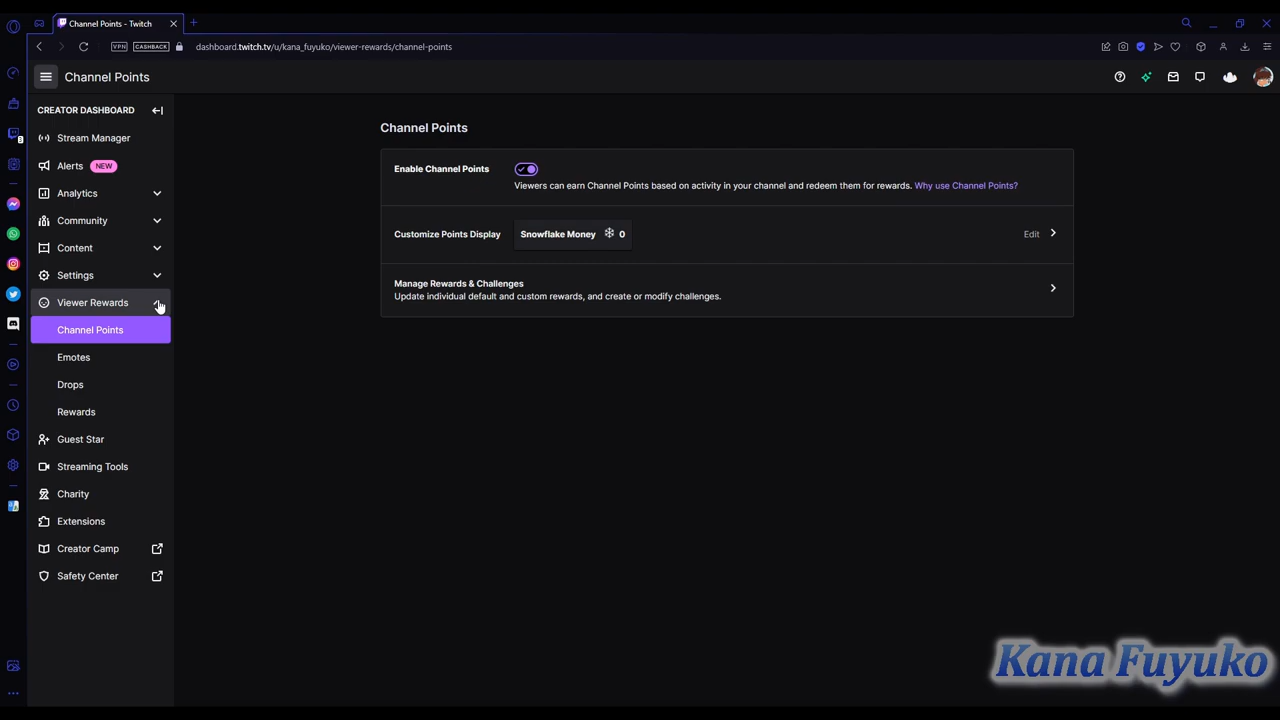 Channel Points - Twitch
VPN
CASHBACK
dashboard.twitch.tv/u/kana_fuyuko/viewer-rewards/channel-points
Channel Points
CREATOR DASHBOARD
Stream Manager
Alerts NEW
Analytics
Community
Content
Settings
Viewer Rewards
Channel Points
Emotes
Drops
Rewards
Guest Star
Streaming Tools
Charity
Extensions
Creator Camp
Safety Center
Channel Points
Enable Channel Points
Viewers can earn Channel Points based on activity in your channel and redeem them for rewards. Why use Channel Points?
Customize Points Display
Snowflake Money 0
Edit
Manage Rewards & Challenges
Update individual default and custom rewards, and create or modify challenges.
Kana Fuyuko